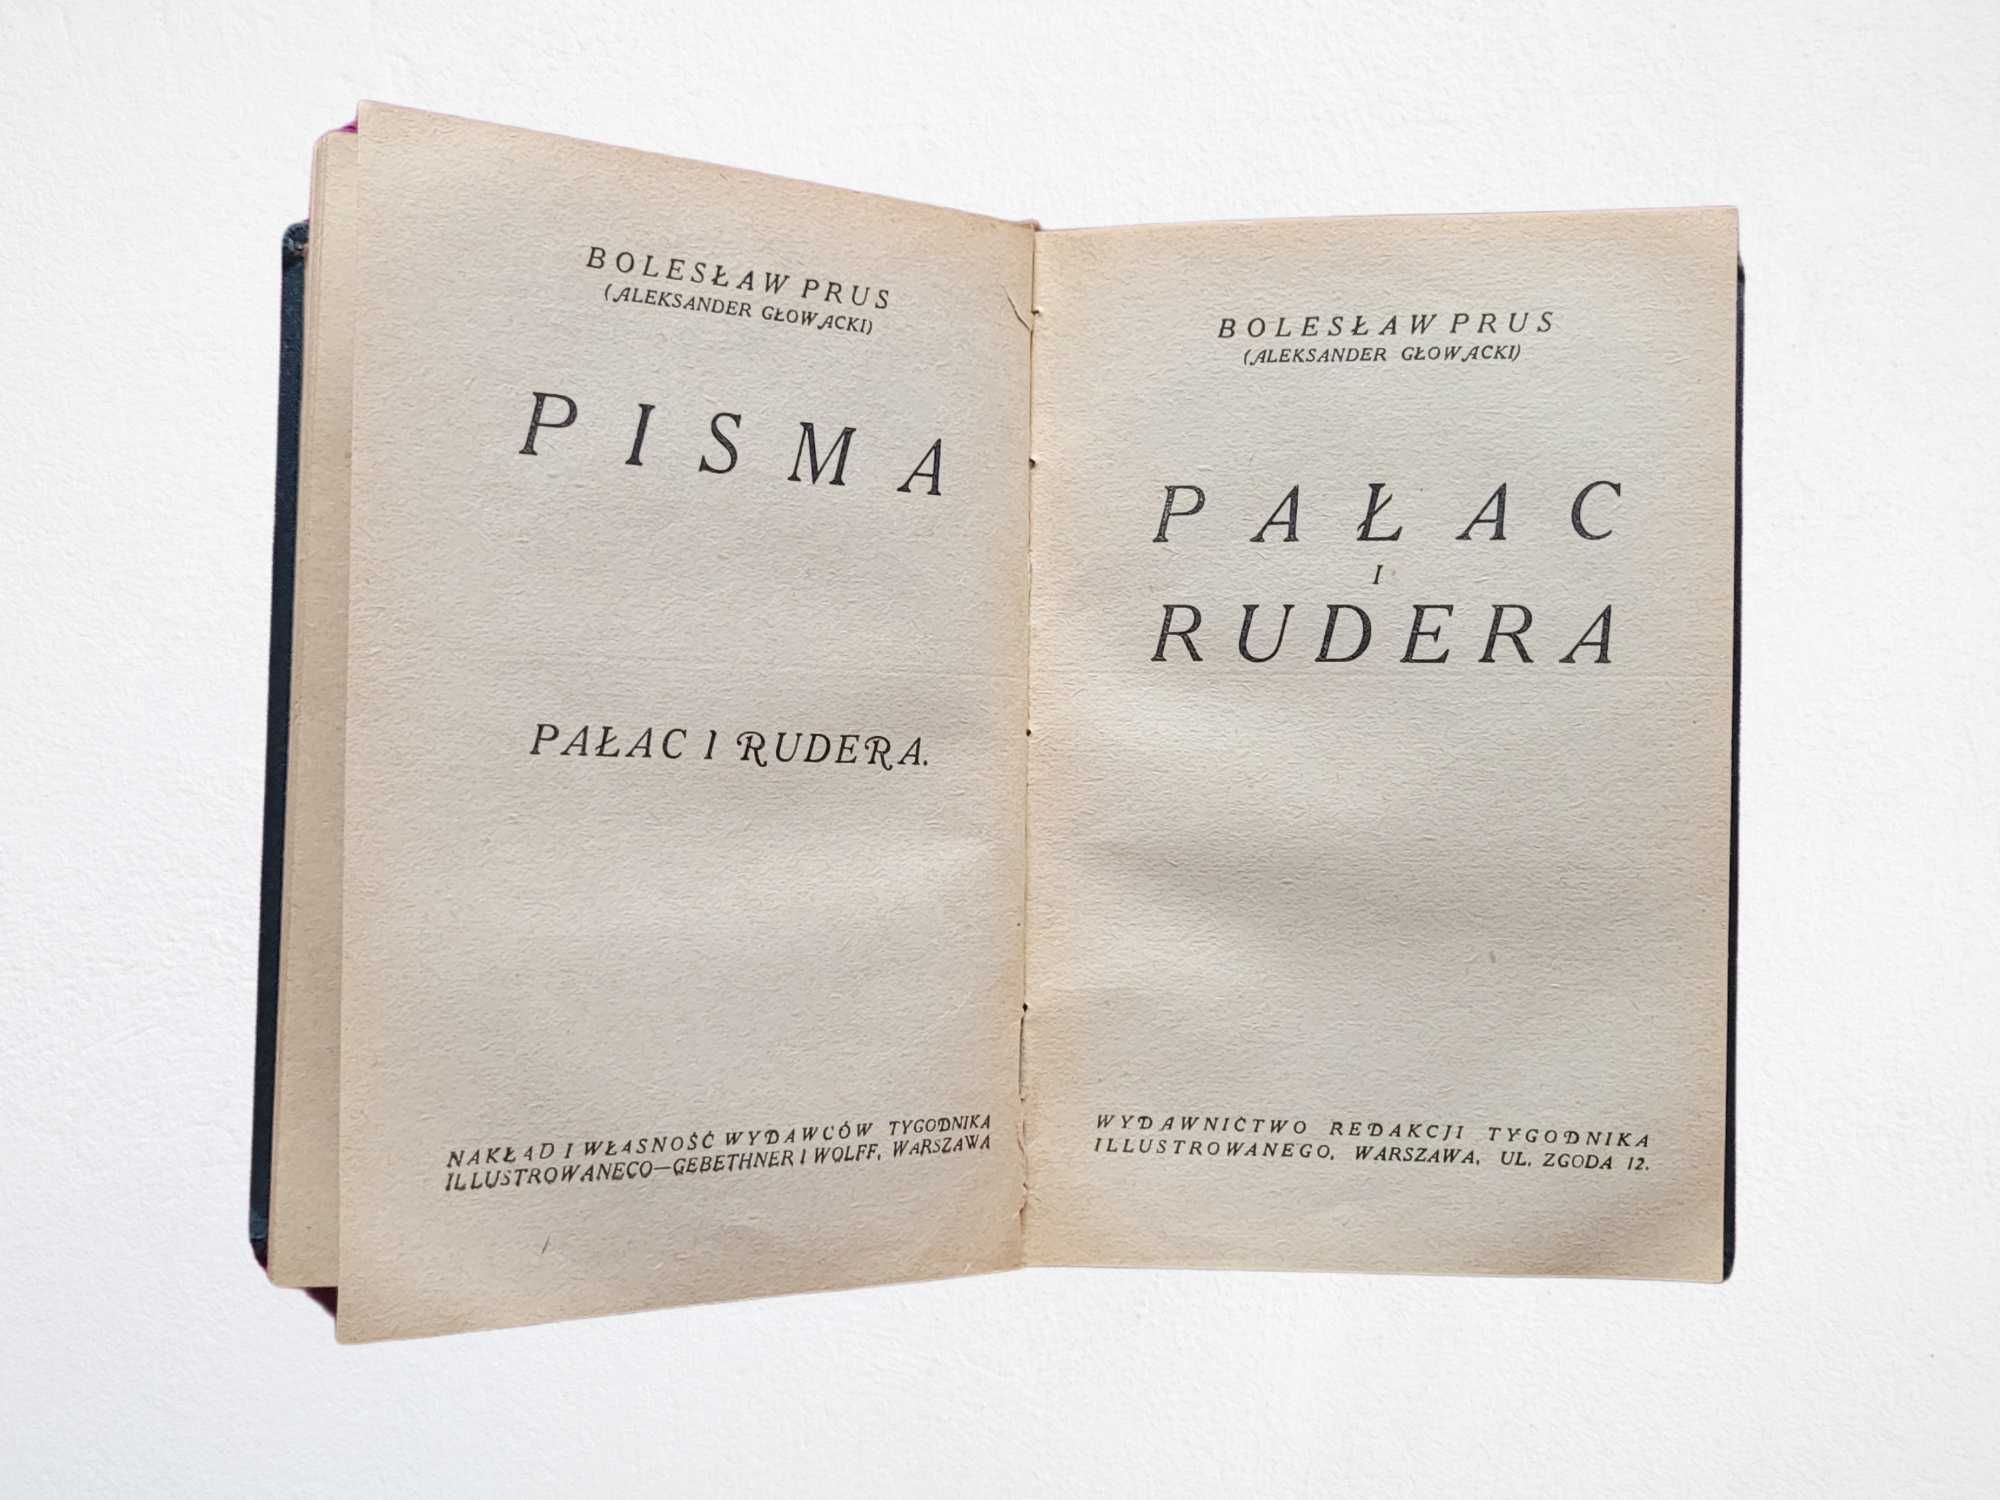 BOLESŁAW PRUS
(ALEKSANDER GŁOWACKI)
PISMA
PAŁAC I RUDERA.
NAKŁAD I WŁASNOŚĆ WYDAWCÓW TYGODNIKA
ILLUSTROWANEGO—GEBETHNER I WOLFF, WARSZAWA
BOLESŁAW PRUS
(ALEKSANDER GŁOWACKI)
PAŁAC
I
RUDERA
WYDAWNICTWO REDAKCJI TYGODNIKA
ILLUSTROWANEGO, WARSZAWA, UL. ZGODA 12.